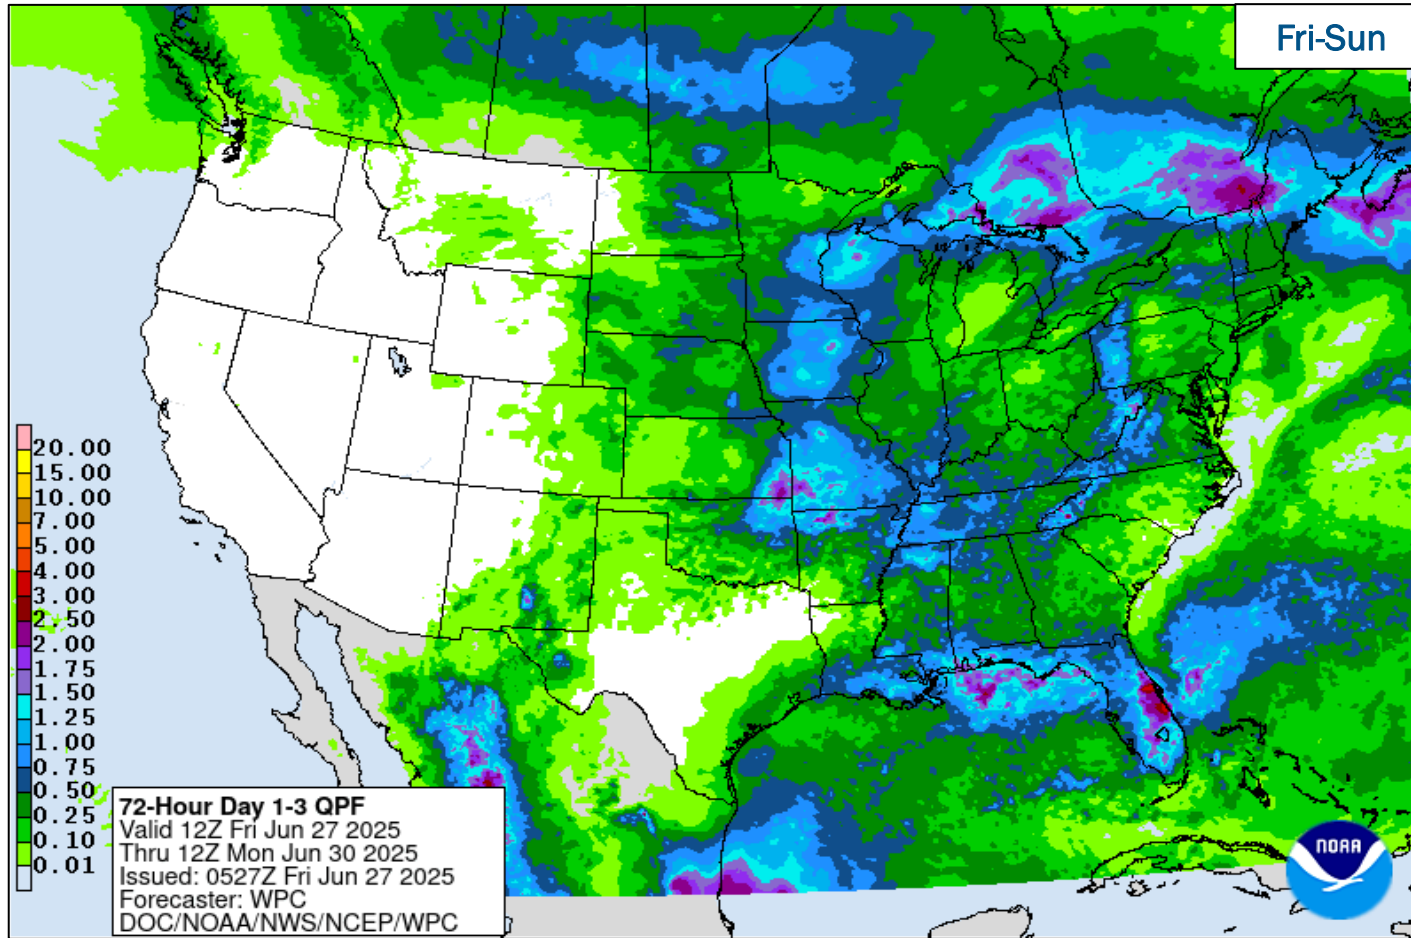 Fri-Sun
20.00
15.00
10.00
7.00
5.00
4.00
3.00
2.50
2.00
1.75
1.50
1.25
1.00
0.75
0.50
0.25
0.10
0.01
72-Hour Day 1-3 QPF
Valid 12Z Fri Jun 27 2025
Thru 12Z Mon Jun 30 2025
Issued: 0527Z Fri Jun 27 2025
Forecaster: WPC
DOC/NOAA/NWS/NCEP/WPC
NOAA